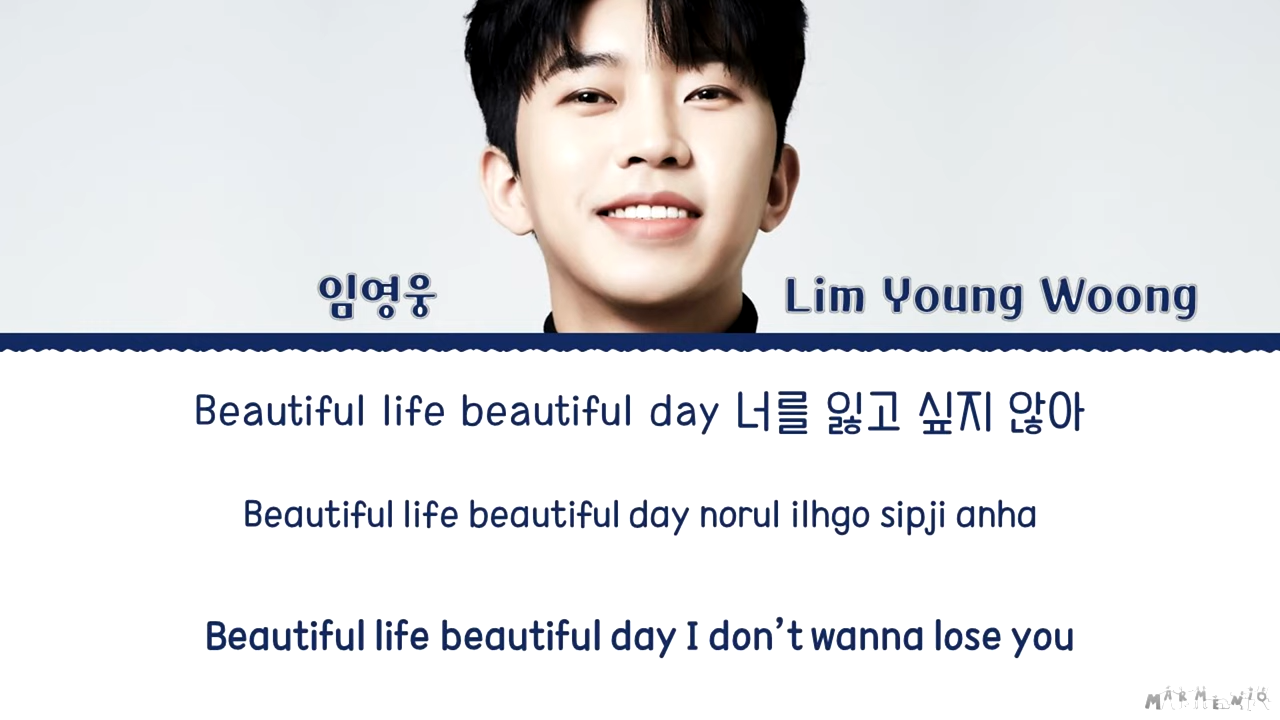 임영웅
Lim Young Woong
Beautiful life beautiful day 너를 잃고 싶지 않아
Beautiful life beautiful day norul ilhgo sipji anha
Beautiful life beautiful day I don't wanna lose you